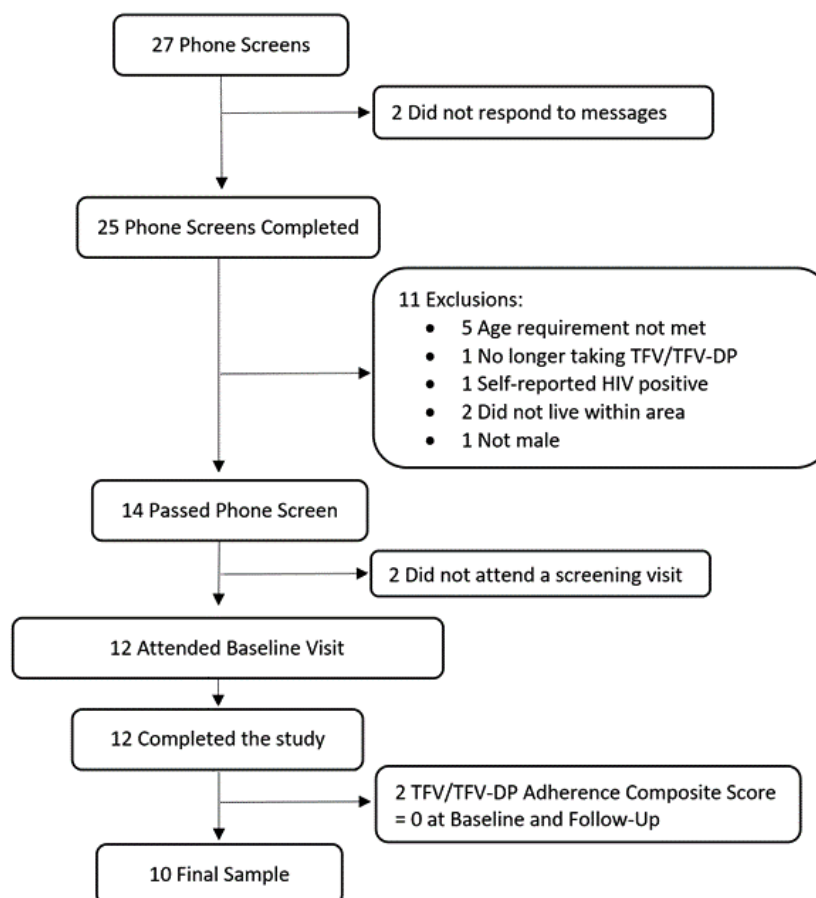 27 Phone Screens
2 Did not respond to messages
25 Phone Screens Completed
11 Exclusions:
• 5 Age requirement not met
• 1 No longer taking TFV/TFV-DP
• 1 Self-reported HIV positive
• 2 Did not live within area
• 1 Not male
14 Passed Phone Screen
2 Did not attend a screening visit
12 Attended Baseline Visit
12 Completed the study
2 TFV/TFV-DP Adherence Composite Score
= 0 at Baseline and Follow-Up
10 Final Sample